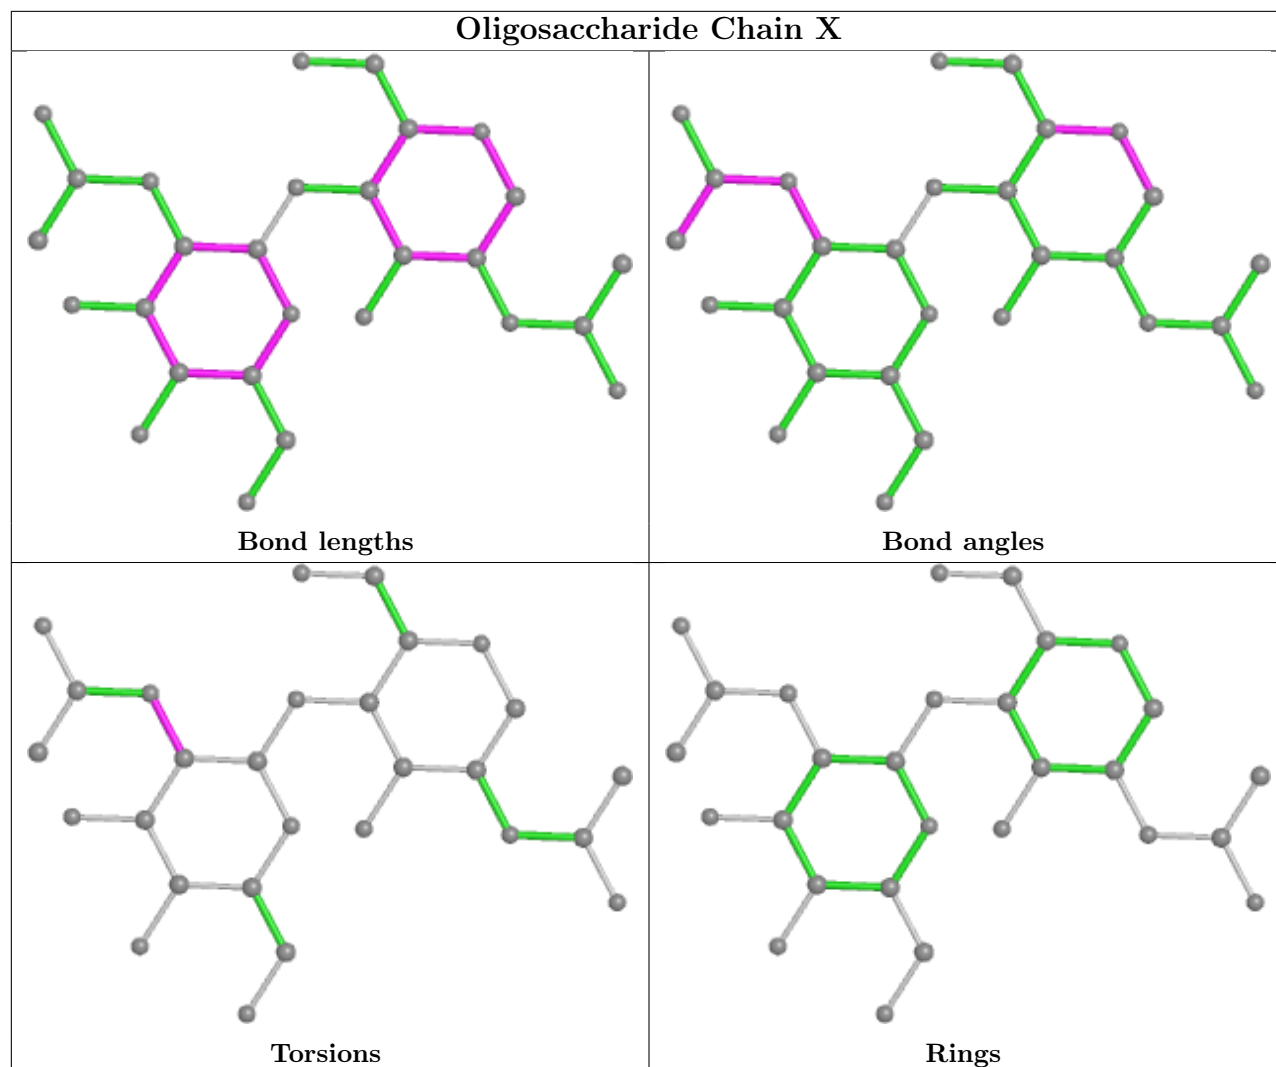 Oligosaccharide Chain X
Bond lengths
Bond angles
Torsions
Rings